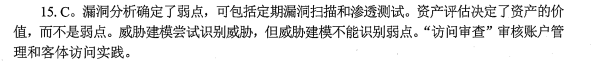 15. C。漏洞分析确定了弱点，可包括定期漏洞扫描和渗透测试。资产评估决定了资产的价
值，而不是弱点。威胁建模尝试识别威胁，但威胁建模不能识别弱点。“访问审查”审核账户管
理和客体访问实践。